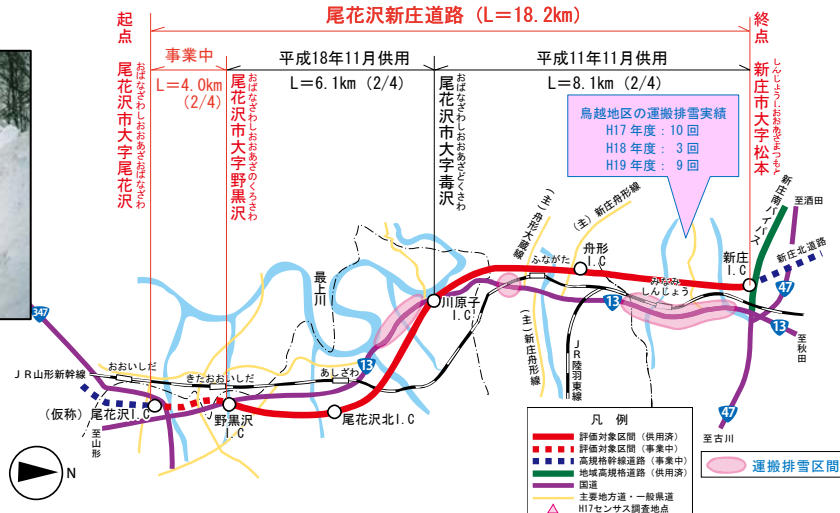 尾花沢新庄道路 (L=18.2km)
起点 尾花沢市大字尾花沢
おばなざわしおおあざおばなざわ
事業中
L=4.0km
(2/4)
尾花沢市大字野黒沢
おばなざわしおおあざのくろさわ
平成18年11月供用
L=6.1km (2/4)
尾花沢市大字毒沢
おばなざわしおおあざどくさわ
平成11年11月供用
L=8.1km (2/4)
終点 新庄市大字松本
しんじょうしおおあざまつもと
鳥越地区の運搬排雪実績
H17年度：10回
H18年度：3回
H19年度：9回
新庄南バイパス
至酒田
新庄北道路
(主)舟形大蔵線
(主)新庄舟形線
ふながた
舟形
I.C
みなみ
しんじょう
新庄
I.C
47
13
至秋田
最上川
川原子
I.C
13
(主)新庄舟形線
JR陸羽東線
47
至古川
347
JR山形新幹線
おおいしだ
きたおおいしだ
あしざわ
13
(仮称)尾花沢I.C
野黒沢
I.C
尾花沢北I.C
至山形
N
凡例
評価対象区間（供用済）
評価対象区間（事業中）
高規格幹線道路（事業中）
地域高規格道路（供用済）
国道
主要地方道・一般県道
H17センサス調査地点
運搬排雪区間